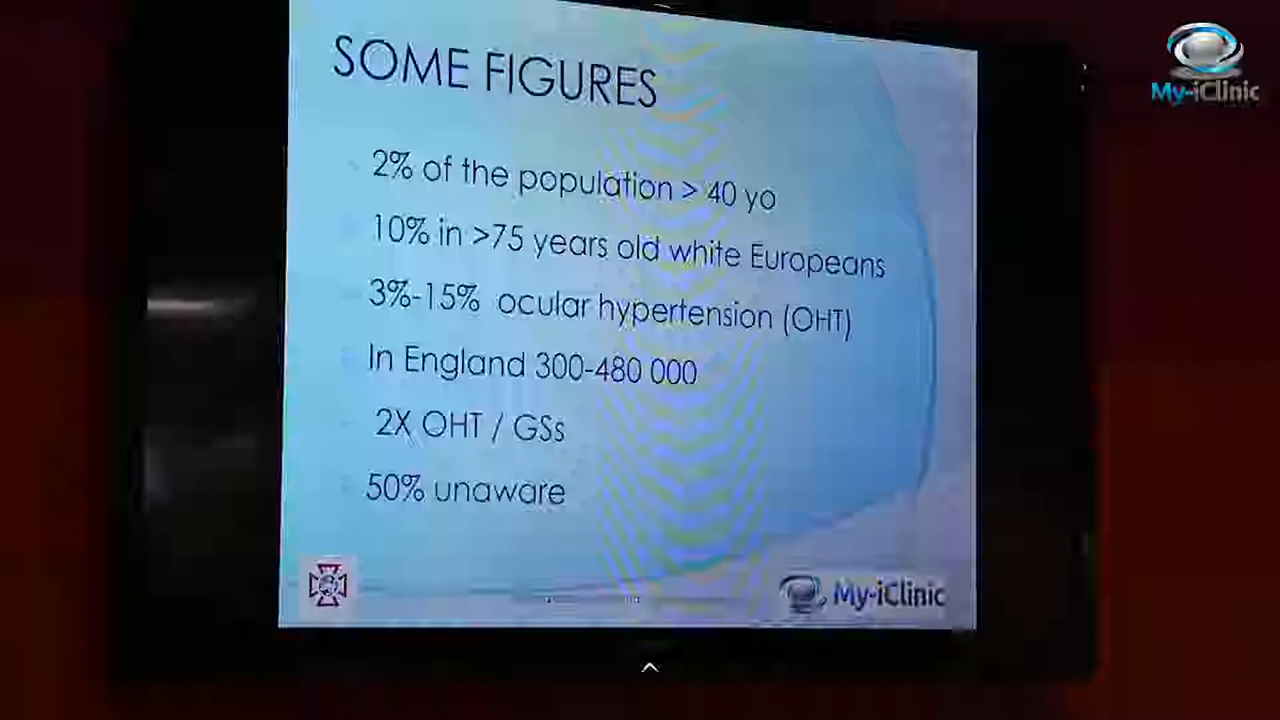 SOME FIGURES
2% of the population > 40 yo
10% in >75 years old white Europeans
3%-15% ocular hypertension (OHT)
In England 300-480 000
2X OHT / GSs
50% unaware
My-iClinic
My-iClinic